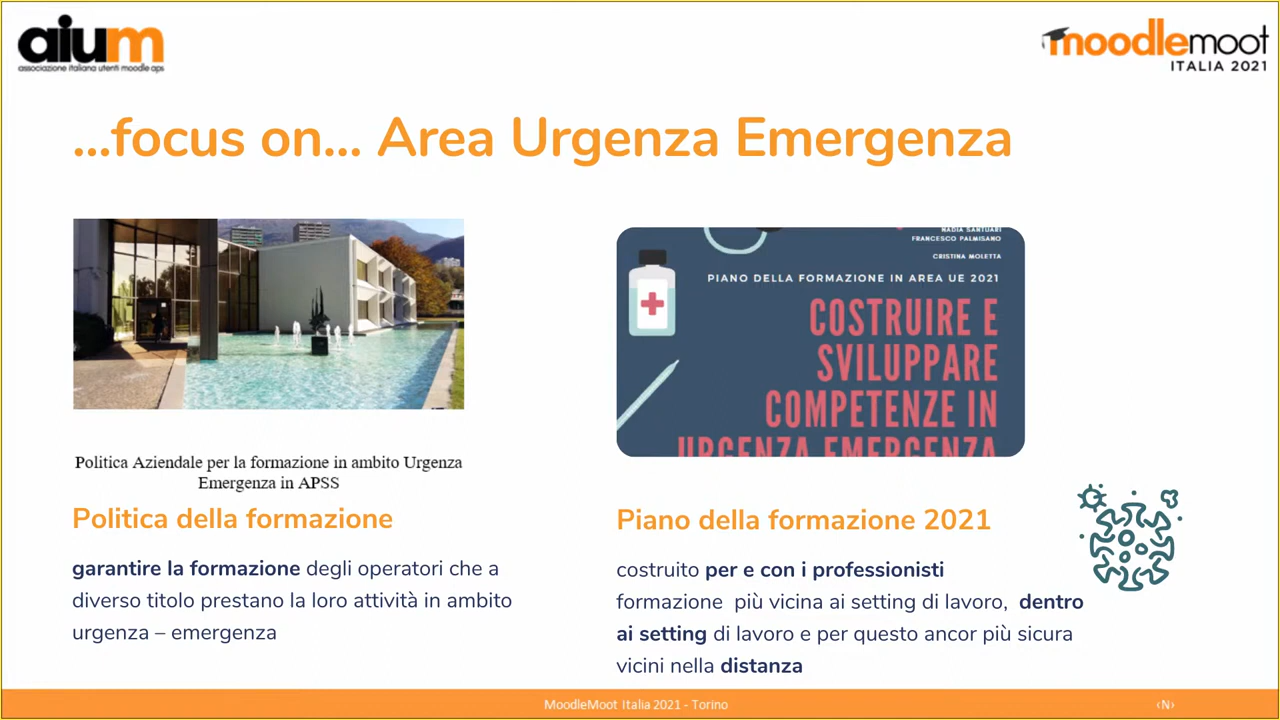 aium
associazione italiana utenti moodle aps
moodlemoot
ITALIA 2021
...focus on... Area Urgenza Emergenza
NADIA SANTUARI
FRANCESCO PALMISANO
CRISTINA MOLETTA
PIANO DELLA FORMAZIONE IN AREA UE 2021
COSTRUIRE E
SVILUPPARE
COMPETENZE IN
URGENZA EMERGENZA
Politica Aziendale per la formazione in ambito Urgenza
Emergenza in APSS
Politica della formazione
garantire la formazione degli operatori che a
diverso titolo prestano la loro attività in ambito
urgenza – emergenza
Piano della formazione 2021
costruito per e con i professionisti
formazione più vicina ai setting di lavoro, dentro
ai setting di lavoro e per questo ancor più sicura
vicini nella distanza
MoodleMoot Italia 2021 - Torino
‹N›